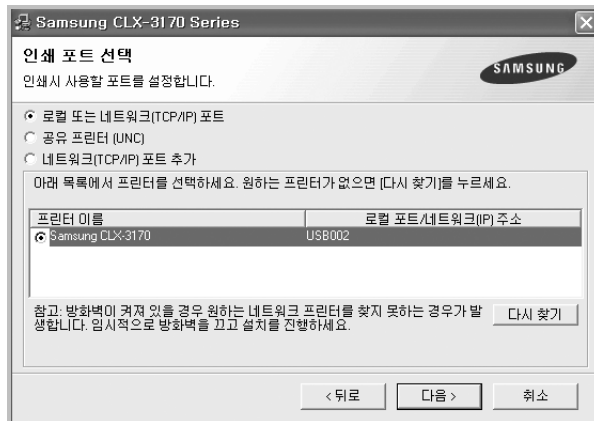 Samsung CLX-3170 Series
인쇄 포트 선택
인쇄시 사용할 포트를 설정합니다.
SAMSUNG
로컬 또는 네트워크(TCP/IP) 포트
공유 프린터 (UNC)
네트워크(TCP/IP) 포트 추가
아래 목록에서 프린터를 선택하세요. 원하는 프린터가 없으면 [다시 찾기]를 누르세요.
프린터 이름 로컬 포트/네트워크(IP) 주소
Samsung CLX-3170 USB002
참고: 방화벽이 켜져 있을 경우 원하는 네트워크 프린터를 찾지 못하는 경우가 발
생합니다. 임시적으로 방화벽을 끄고 설치를 진행하세요.
다시 찾기
< 뒤로 다음 > 취소